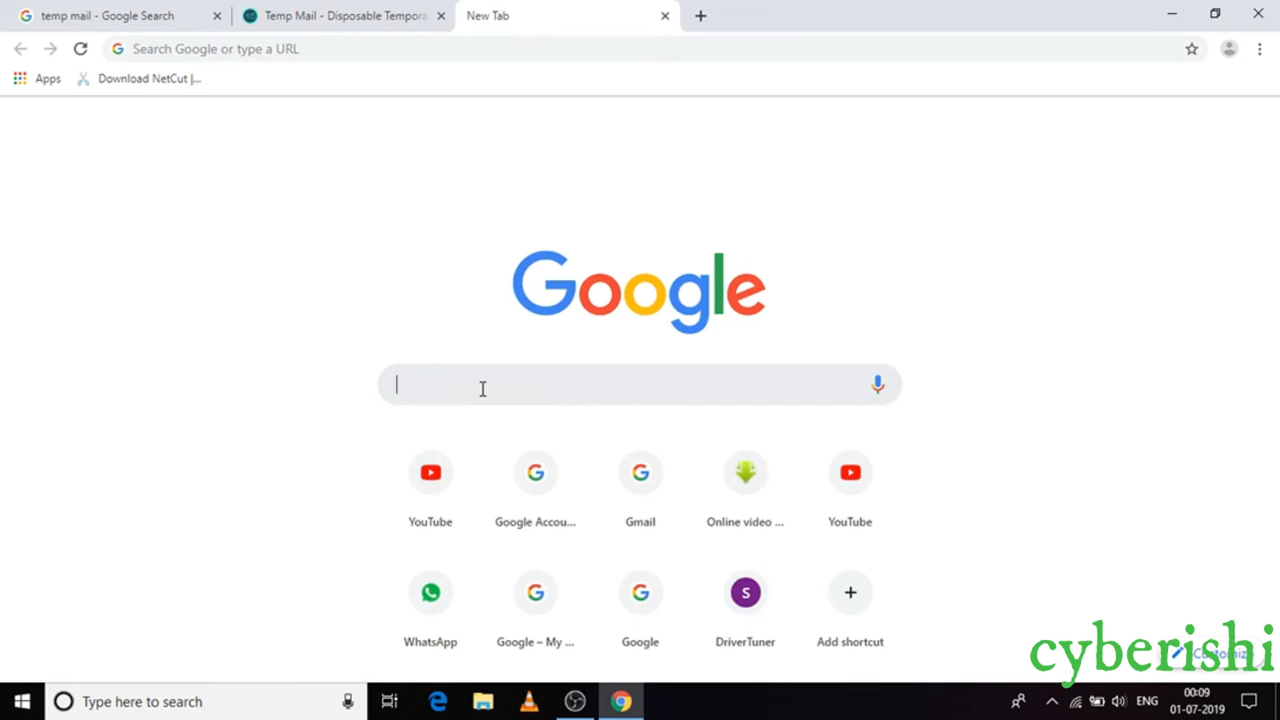 temp mail - Google Search
Temp Mail - Disposable Tempora
New Tab
Search Google or type a URL
Apps
Download NetCut |...
Google
YouTube
Google Accou...
Gmail
Online video ...
YouTube
S
WhatsApp
Google – My ...
Google
DriverTuner
Add shortcut
Customize
cyberishi
Type here to search
ENG
00:09
01-07-2019